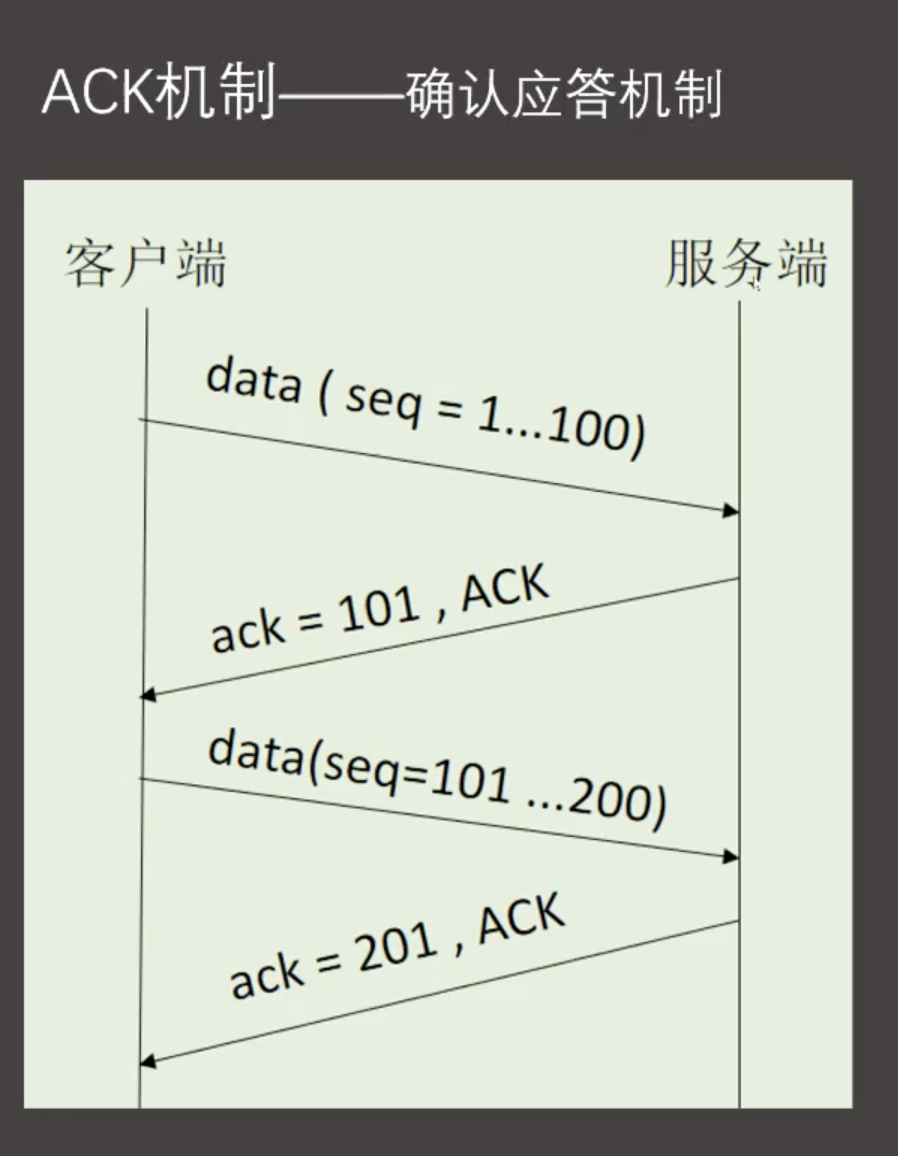 ACK机制——确认应答机制
客户端
服务端
data ( seq = 1...100)
ack = 101 , ACK
data(seq=101 ...200)
ack = 201 , ACK